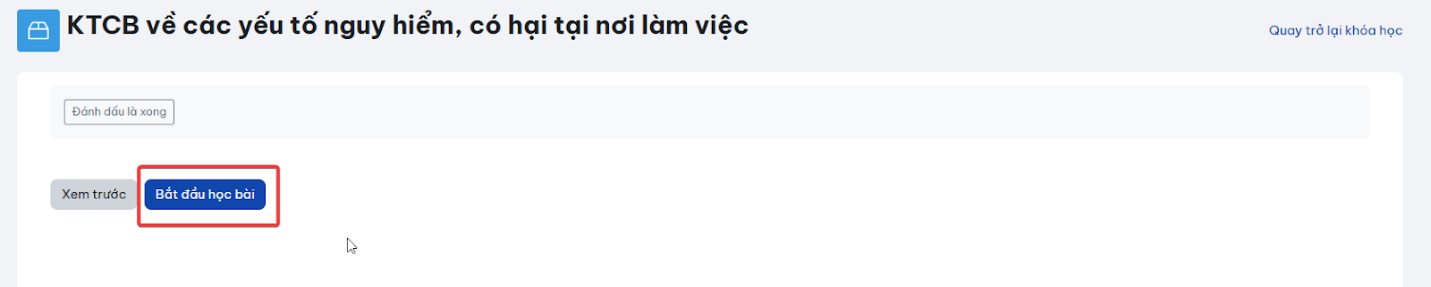 KTCB về các yếu tố nguy hiểm, có hại tại nơi làm việc
Quay trở lại khóa học
Đánh dấu là xong
Xem trước
Bắt đầu học bài